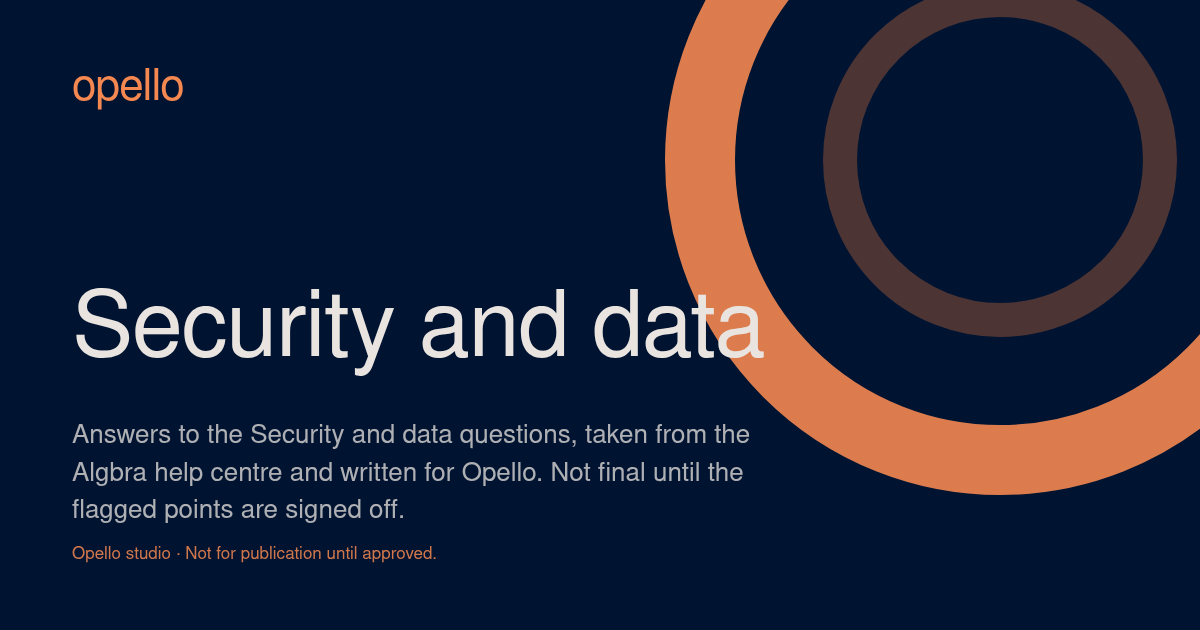 opello
Security and data
Answers to the Security and data questions, taken from the
Algbra help centre and written for Opello. Not final until the
flagged points are signed off.
Opello studio · Not for publication until approved.